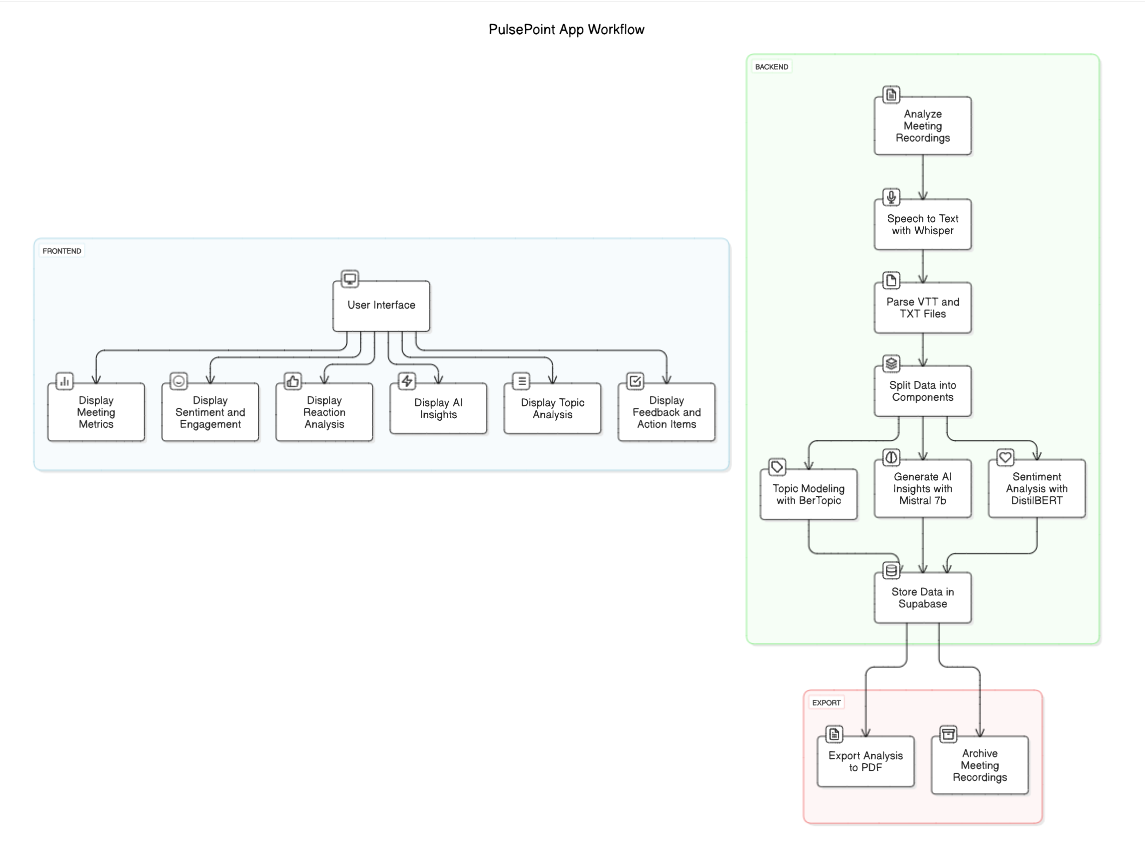 PulsePoint App Workflow
BACKEND
Analyze
Meeting
Recordings
Speech to Text
with Whisper
Parse VTT and
TXT Files
Split Data into
Components
Topic Modeling
with BerTopic
Generate AI
Insights with
Mistral 7b
Sentiment
Analysis with
DistilBERT
Store Data in
Supabase
FRONTEND
User Interface
Display
Meeting
Metrics
Display
Sentiment and
Engagement
Display
Reaction
Analysis
Display AI
Insights
Display Topic
Analysis
Display
Feedback and
Action Items
EXPORT
Export Analysis
to PDF
Archive
Meeting
Recordings